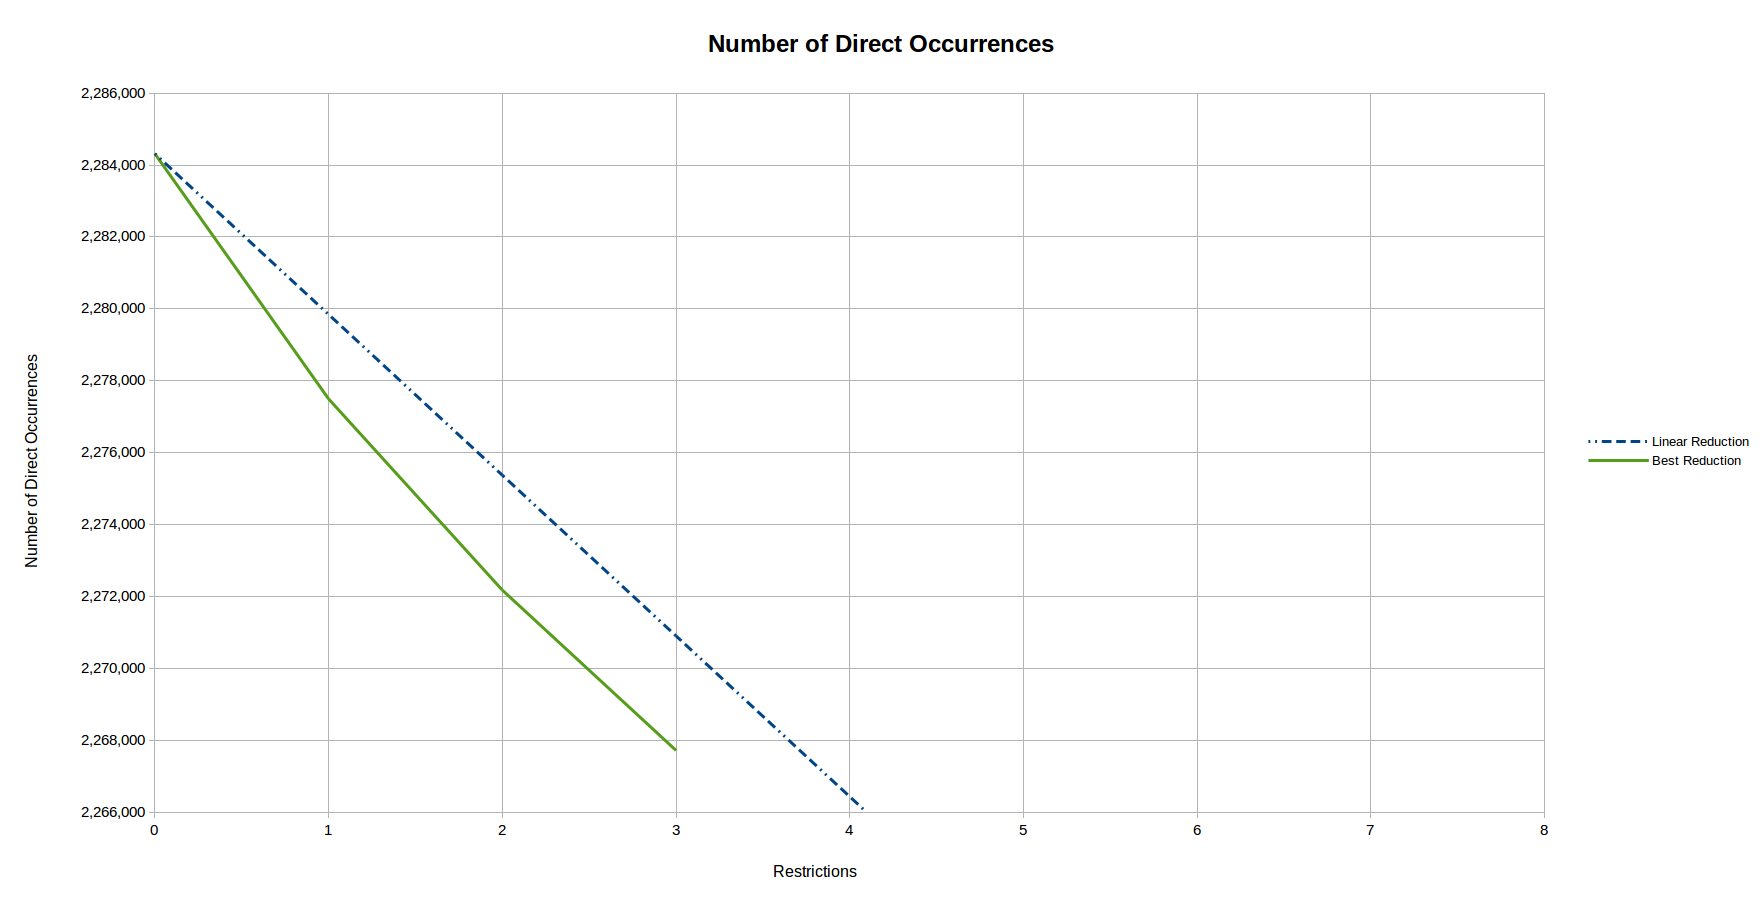 Number of Direct Occurrences
2,286,000
2,284,000
2,282,000
2,280,000
2,278,000
2,276,000
2,274,000
2,272,000
2,270,000
2,268,000
2,266,000
Number of Direct Occurrences
0 1 2 3 4 5 6 7 8
Restrictions
Linear Reduction
Best Reduction